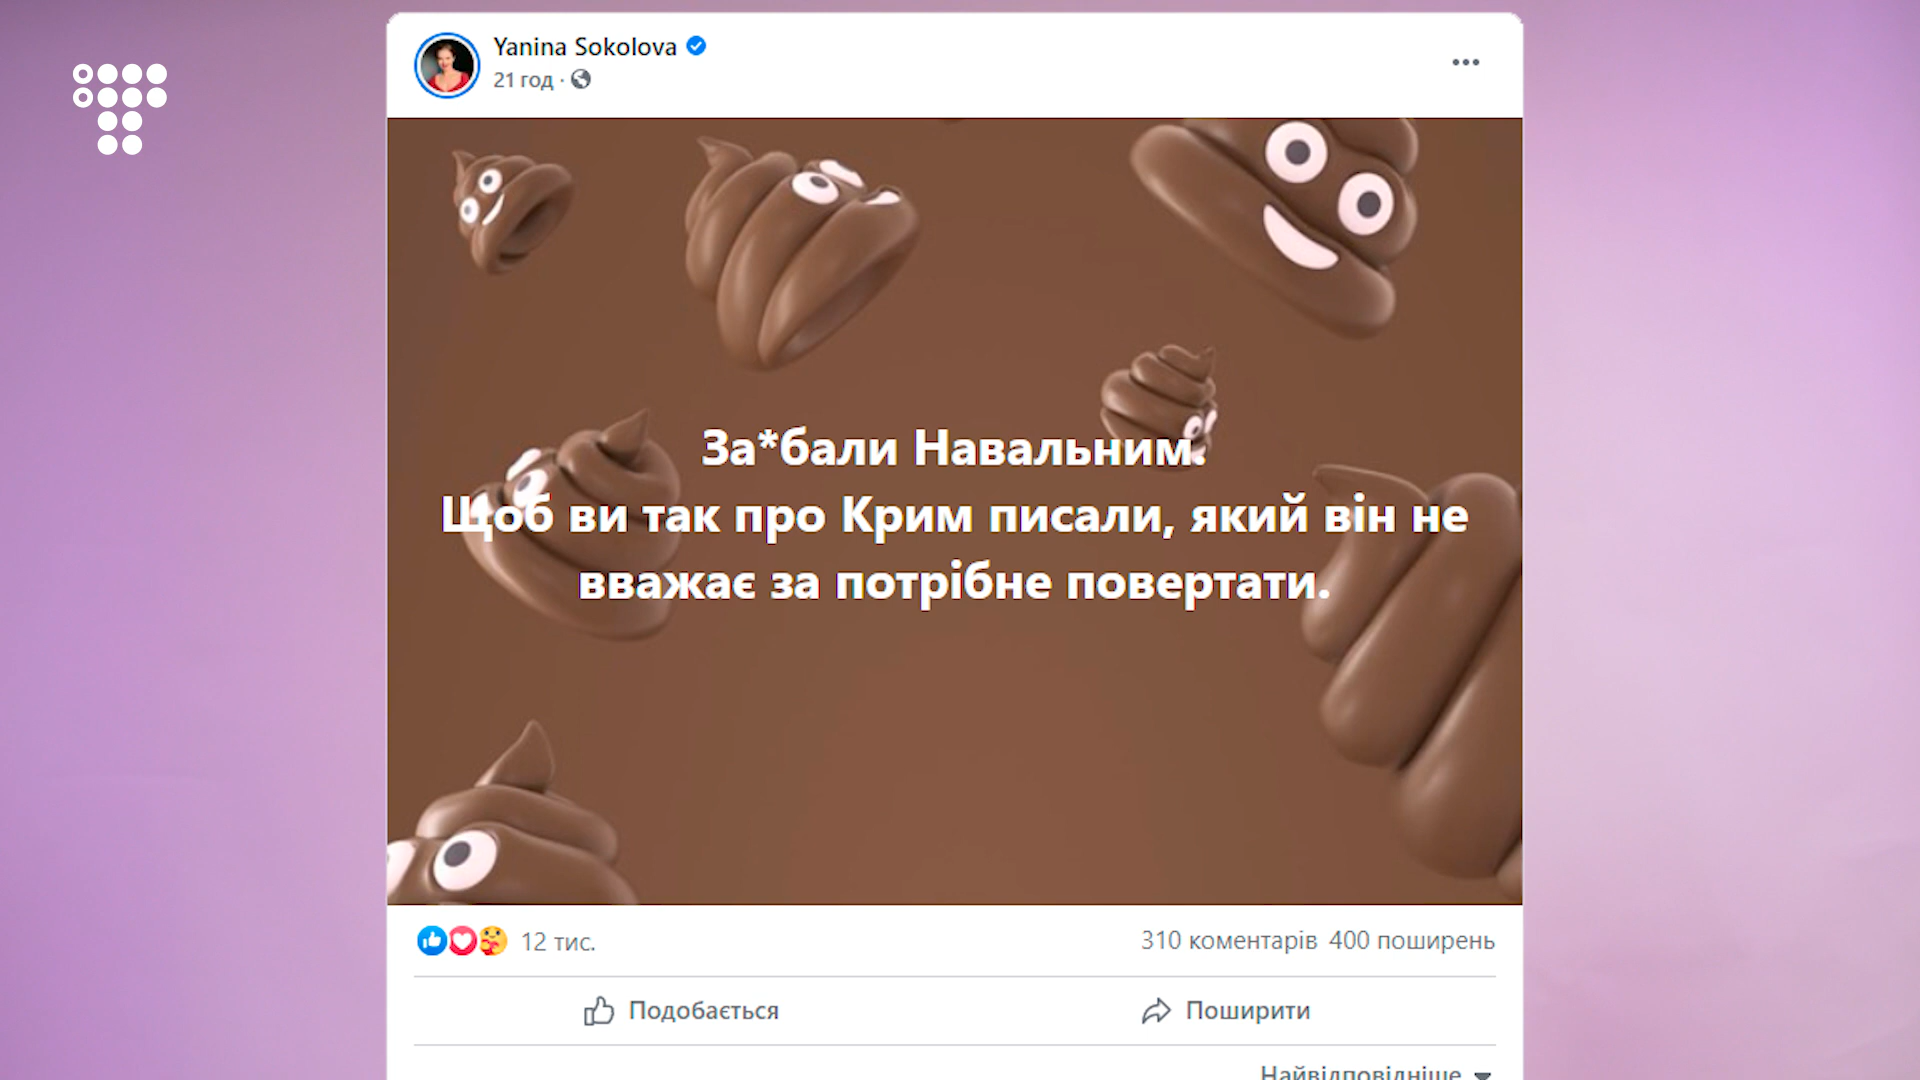 Yanina Sokolova
21 год ·
За*бали Навальним.
Щоб ви так про Крим писали, який він не
вважає за потрібне повертати.
12 тис.
310 коментарів 400 поширень
Подобається
Поширити
Найвідповідніше